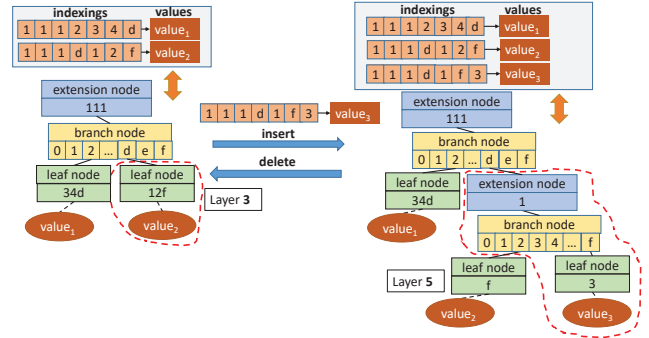 indexings values
1 1 1 2 3 4 d value1
1 1 1 d 1 2 f value2
extension node
111
branch node
0 1 2 ... d e f
leaf node leaf node
34d 12f
value1 value2
Layer 3
1 1 1 d 1 f 3 value3
insert
delete
indexings values
1 1 1 2 3 4 d value1
1 1 1 d 1 2 f value2
1 1 1 d 1 f 3 value3
extension node
111
branch node
0 1 2 ... d e f
leaf node extension node
34d 1
value1 branch node
0 1 2 3 4 ... f
Layer 5 leaf node leaf node
f 3
value2 value3